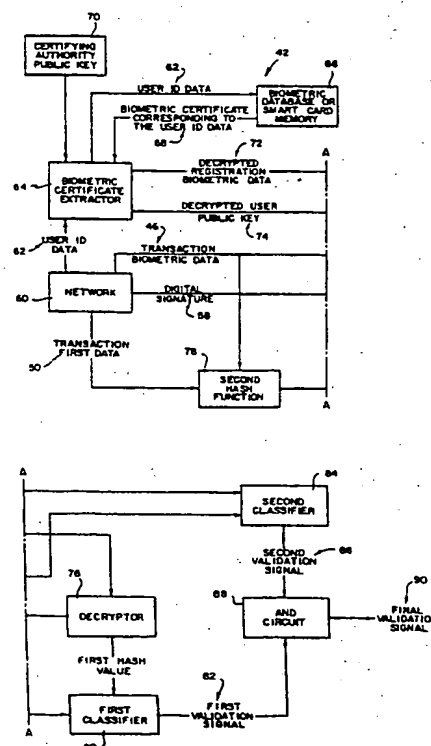 70
CERTIFYING
AUTHORITY
PUBLIC KEY
62
42
66
USER ID DATA
BIOMETRIC CERTIFICATE
CORRESPONDING TO
THE USER ID DATA
68
BIOMETRIC
DATABASE OR
SMART CARD
MEMORY
72
A
DECRYPTED
REGISTRATION
BIOMETRIC DATA
64
BIOMETRIC
CERTIFICATE
EXTRACTOR
DECRYPTED USER
PUBLIC KEY
74
46
62
USER ID
DATA
TRANSACTION
BIOMETRIC DATA
60
NETWORK
DIGITAL
SIGNATURE
58
TRANSACTION
FIRST DATA
50
78
SECOND
HASH
FUNCTION
A
A
84
SECOND
CLASSIFIER
SECOND
VALIDATION
SIGNAL
86
76
DECRYPTOR
88
AND
CIRCUIT
90
FINAL
VALIDATION
SIGNAL
FIRST HASH
VALUE
82
A
FIRST
CLASSIFIER
FIRST
VALIDATION
SIGNAL